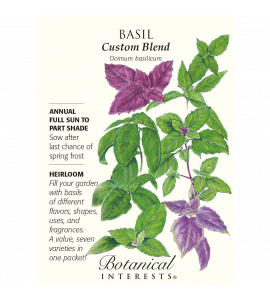 BASIL
Custom Blend
Ocimum basilicum
ANNUAL
FULL SUN TO
PART SHADE
Sow after
last chance of
spring frost
HEIRLOOM
Fill your garden
with basils
of different
flavors, shapes,
uses, and
fragrances.
A value, seven
varieties in
one packet!
Botanical
INTERESTS®